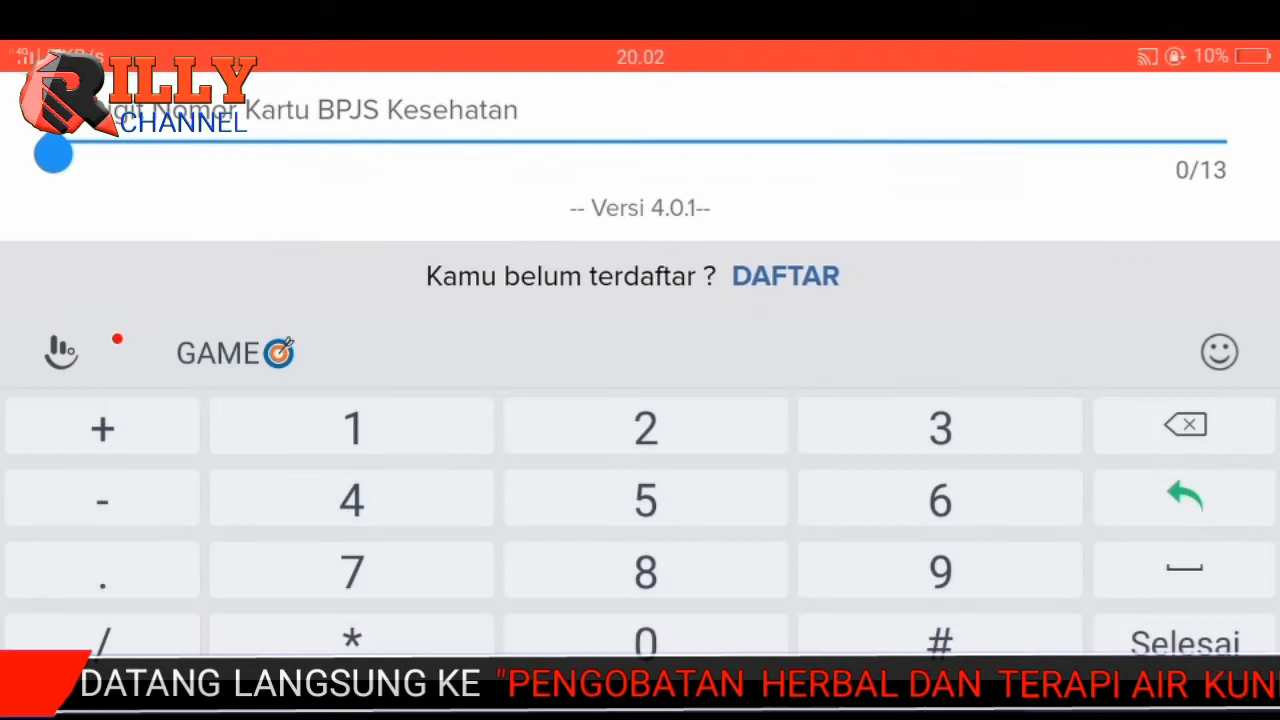 4G
20.02
10%
RILLY
CHANNEL
Nomor Kartu BPJS Kesehatan
0/13
-- Versi 4.0.1--
Kamu belum terdaftar ? DAFTAR
GAME
+ 1 2 3
- 4 5 6
. 7 8 9
/ * 0 # Selesai
DATANG LANGSUNG KE "PENGOBATAN HERBAL DAN TERAPI AIR